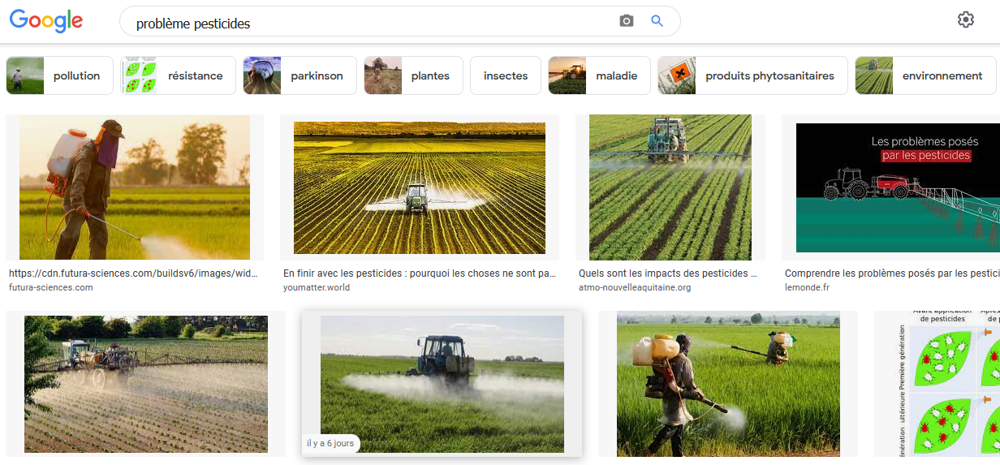 Google
problème pesticides
pollution
résistance
parkinson
plantes
insectes
maladie
produits phytosanitaires
environnement
Les problèmes posés
par les pesticides
https://cdn.futura-sciences.com/buildsv6/images/wid...
futura-sciences.com
En finir avec les pesticides : pourquoi les choses ne sont pa...
youmatter.world
Quels sont les impacts des pesticides ...
atmo-nouvelleaquitaine.org
Comprendre les problèmes posés par les pestici
lemonde.fr
il y a 6 jours
Avant application
de pesticides
Après
de p
Première génération
ultérieure
énération